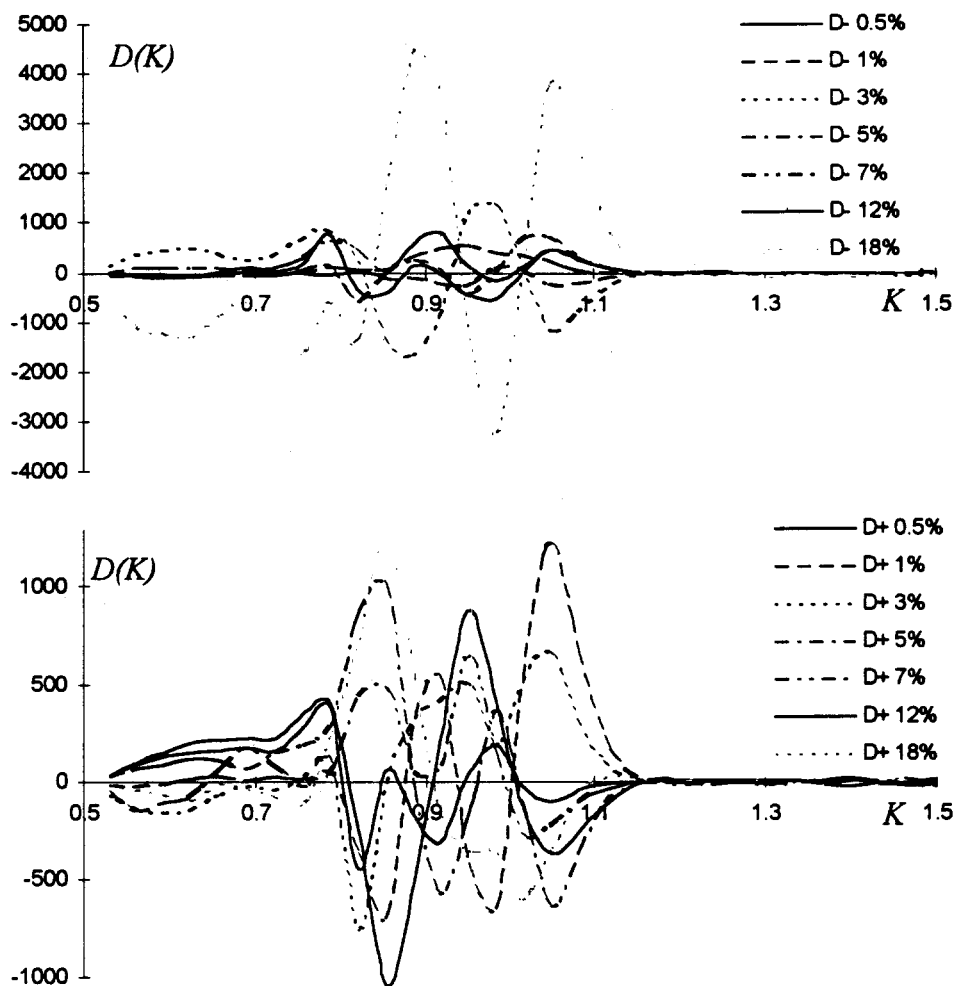 5000
D(K)
4000
3000
2000
1000
0
-1000
-2000
-3000
-4000
0.5
0.7
0.9
1.1
1.3
K
1.5
D- 0.5%
D- 1%
D- 3%
D- 5%
D- 7%
D- 12%
D- 18%
D(K)
1000
500
0
-500
-1000
0.5
0.7
0.9
1.1
1.3
K
1.5
D+ 0.5%
D+ 1%
D+ 3%
D+ 5%
D+ 7%
D+ 12%
D+ 18%